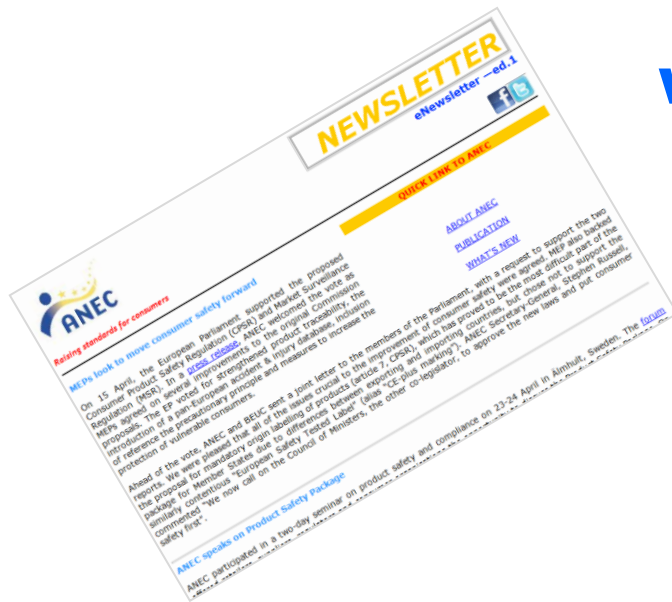 NEWSLETTER
eNewsletter —ed.1
QUICK LINK TO ANEC
ABOUT ANEC
PUBLICATION
WHAT'S NEW
ANEC
Raising standards for consumers
MEPs look to move consumer safety forward
On 15 April, the European Parliament supported the proposed
Consumer Product Safety Regulation (CPSR) and Market Surveillance
Regulation (MSR). In a press release, ANEC welcomed the vote as
MEPs agreed on several improvements to the original Commission
proposals. The EP voted for strengthened product traceability, the
introduction of a pan-European accident & injury database, inclusion
of reference the precautionary principle and measures to increase the
protection of vulnerable consumers.
Ahead of the vote, ANEC and BEUC sent a joint letter to the members of the Parliament, with a request to support the two
reports. We were pleased that all of the issues crucial to the improvement of consumer safety were agreed. MEP also backed
the proposal for mandatory origin labelling of products (article 7, CPSR), which has proved to be the most difficult part of the
package for Member States due to differences between exporting and importing countries, but chose not to support the
similarly contentious "European Safety Tested Label" (alias "CE-plus marking"). ANEC Secretary-General, Stephen Russell,
commented "We now call on the Council of Ministers, the other co-legislator, to approve the new laws and put consumer
safety first".
ANEC speaks on Product Safety Package
ANEC participated in a two-day seminar on product safety and compliance on 23-24 April in Älmhult, Sweden. The forum